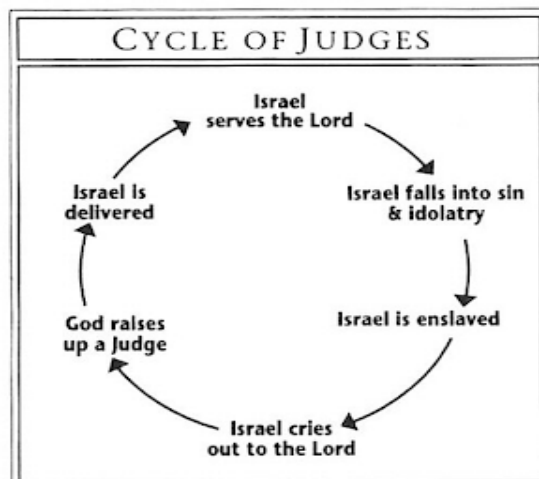 CYCLE OF JUDGES
Israel
serves the Lord
Israel falls into sin
& idolatry
Israel is enslaved
Israel cries
out to the Lord
God raises
up a Judge
Israel is
delivered